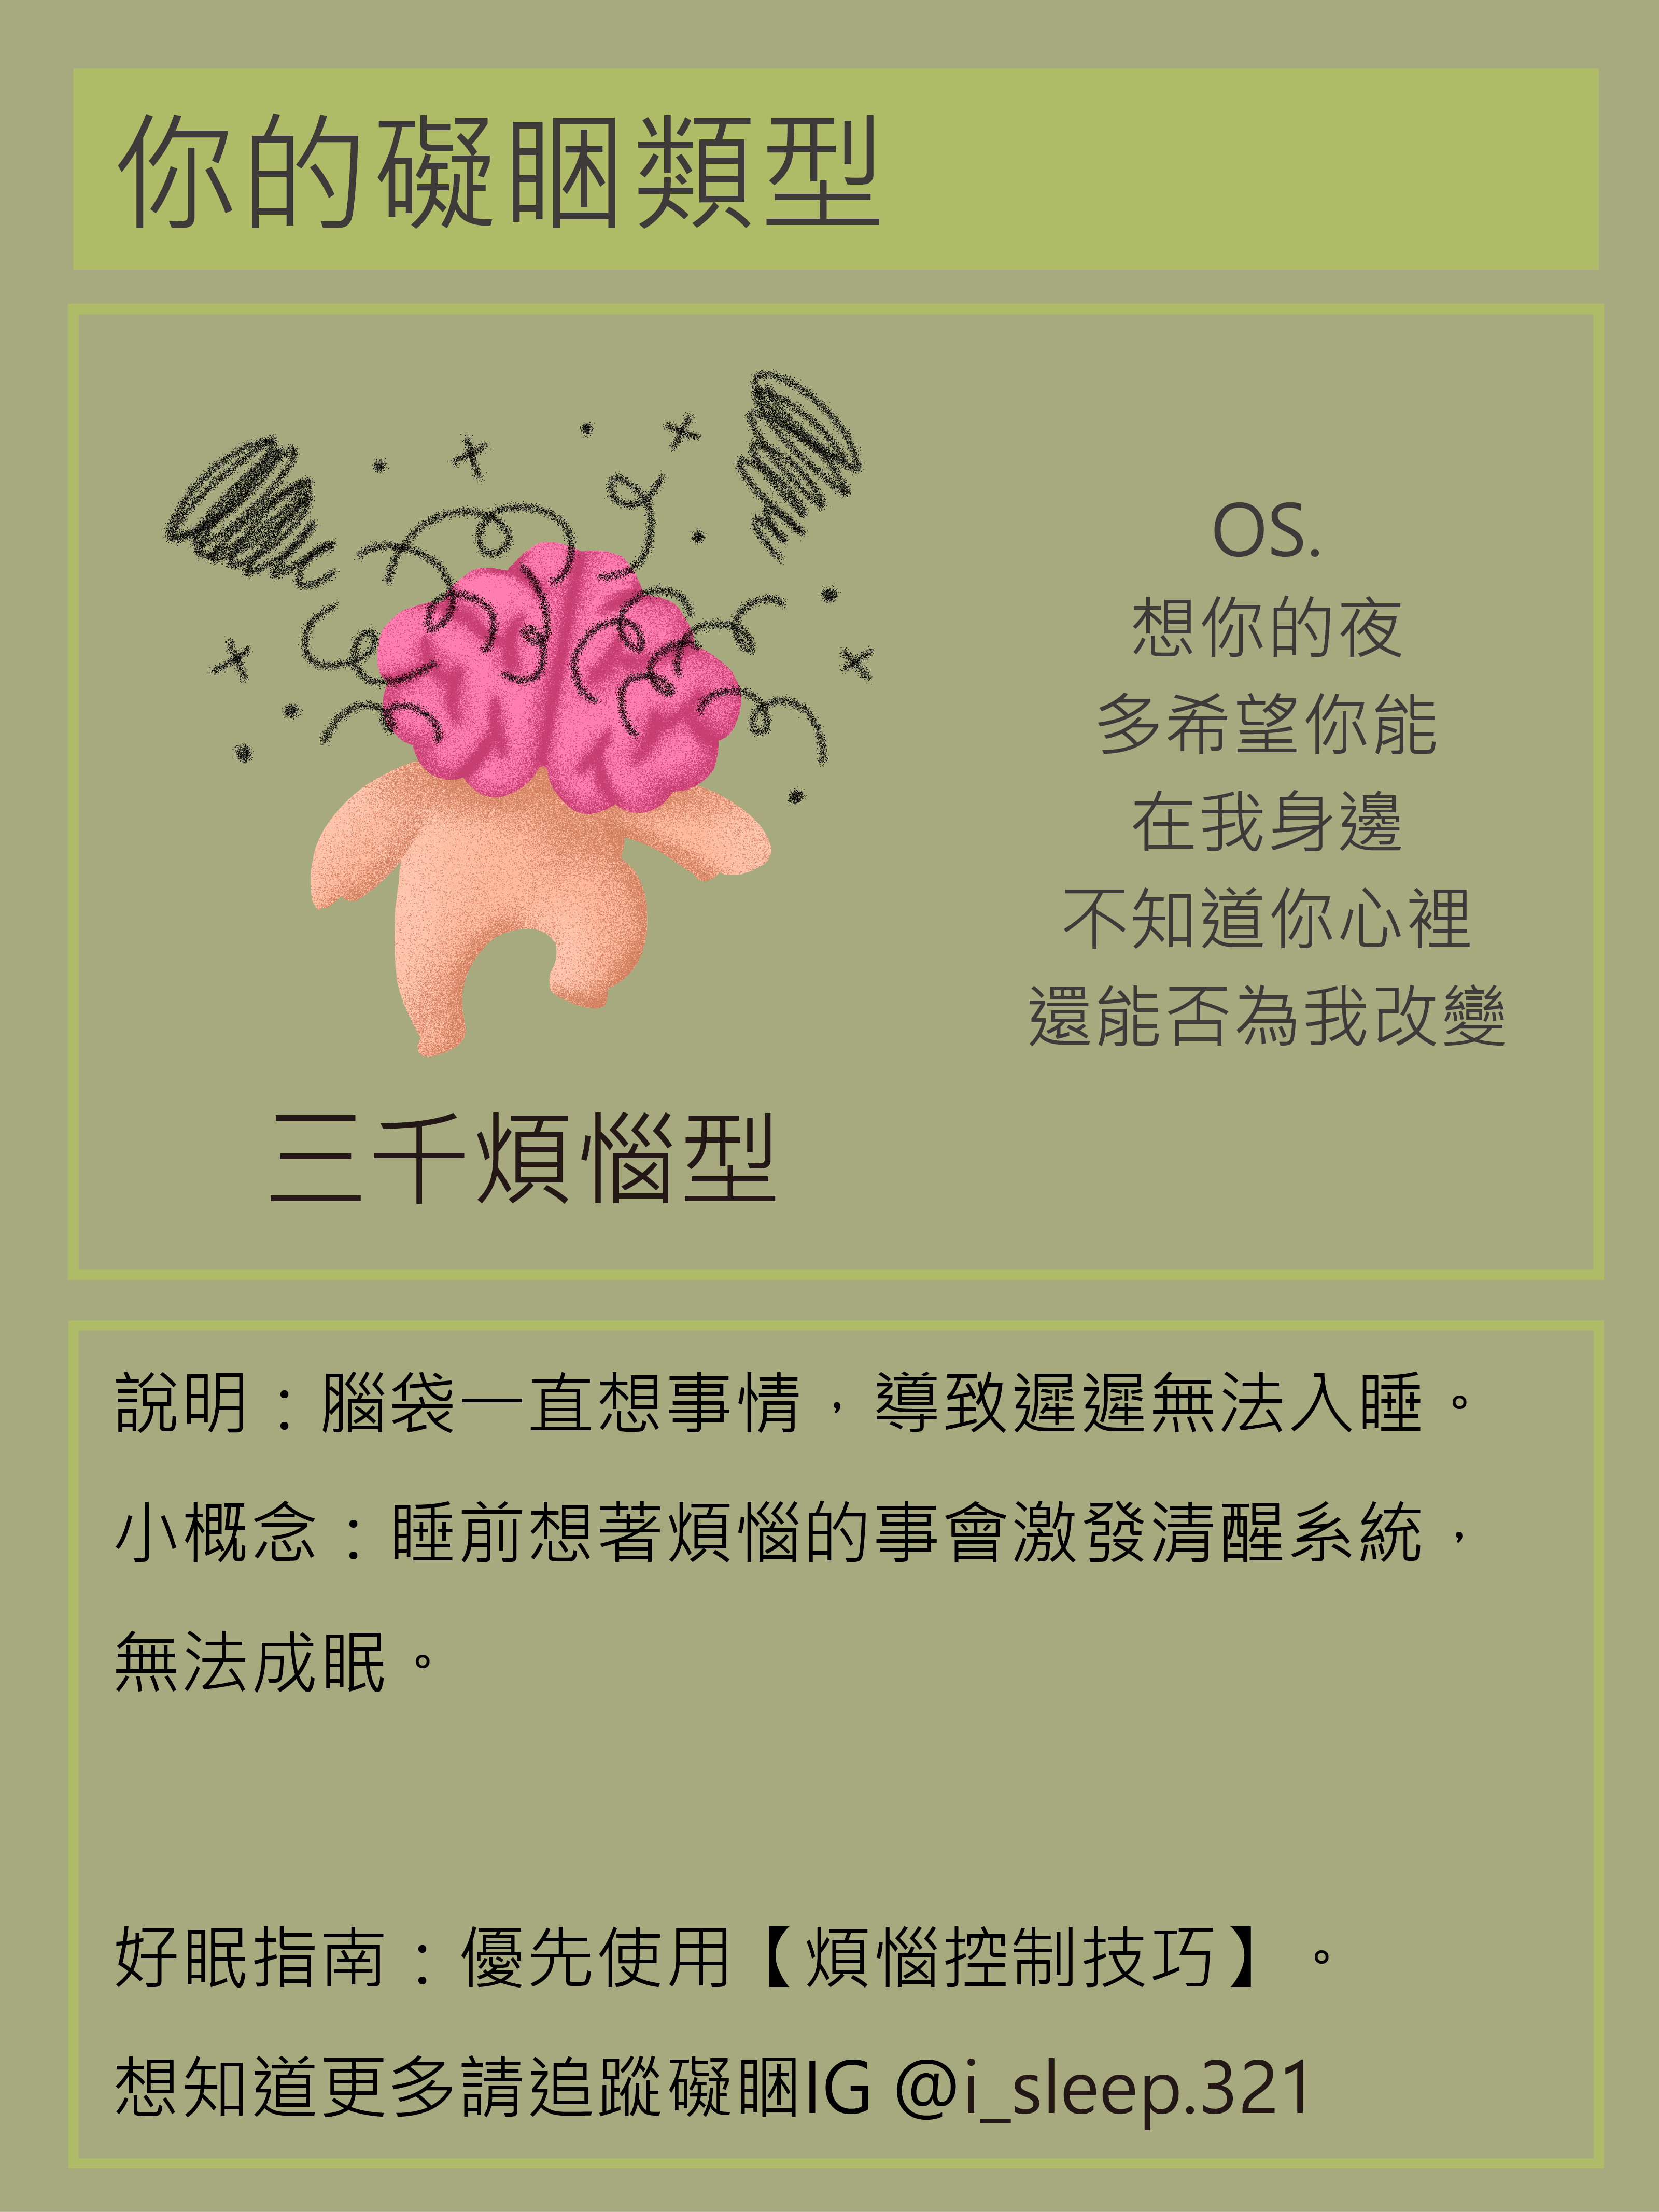 你的礙睏類型
OS.
想你的夜
多希望你能
在我身邊
不知道你心裡
還能否為我改變
三千煩惱型
說明：腦袋一直想事情，導致遲遲無法入睡。
小概念：睡前想著煩惱的事會激發清醒系統，
無法成眠。
好眠指南：優先使用【煩惱控制技巧】。
想知道更多請追蹤礙睏IG @i_sleep.321